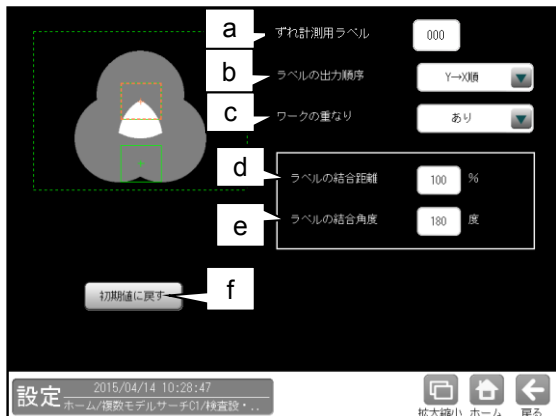 a
ずれ計測用ラベル
000
b
ラベルの出力順序
Y→X順
c
ワークの重なり
あり
d
ラベルの結合距離
100 %
e
ラベルの結合角度
180 度
初期値に戻す
f
設定
2015/04/14 10:28:47
ホーム/複数モデルサーチC1/検査設・..
拡大縮小 ホーム 戻る